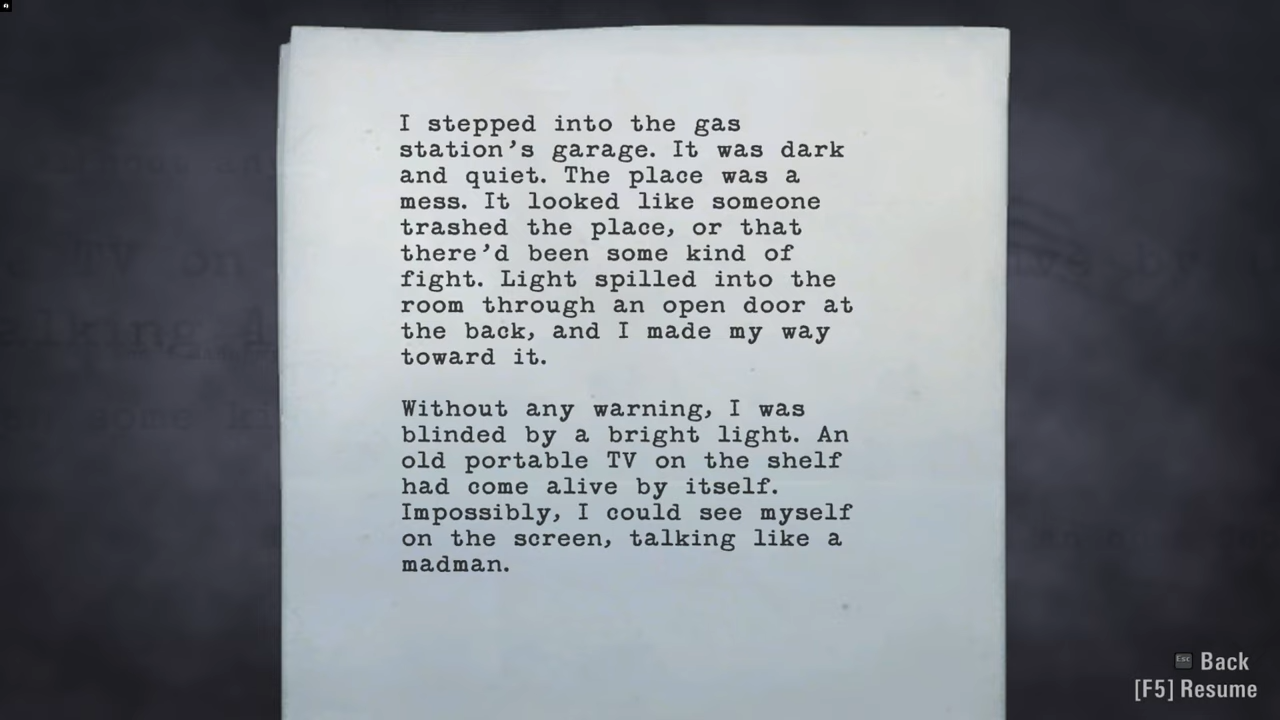 I stepped into the gas
station's garage. It was dark
and quiet. The place was a
mess. It looked like someone
trashed the place, or that
there'd been some kind of
fight. Light spilled into the
room through an open door at
the back, and I made my way
toward it.
Without any warning, I was
blinded by a bright light. An
old portable TV on the shelf
had come alive by itself.
Impossibly, I could see myself
on the screen, talking like a
madman.
Esc Back
[F5] Resume